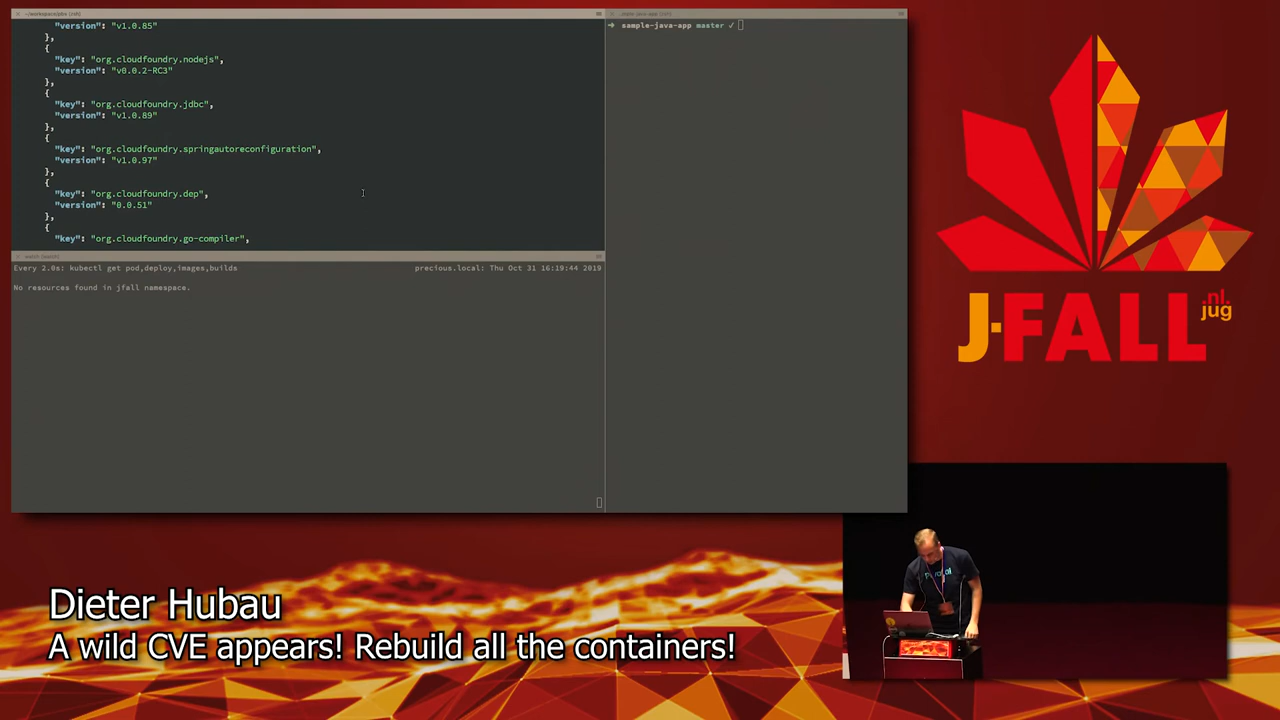 ~/workspace/pbs (zsh)
"version": "v1.0.85"
},
{
"key": "org.cloudfoundry.nodejs",
"version": "v0.0.2-RC3"
},
{
"key": "org.cloudfoundry.jdbc",
"version": "v1.0.89"
},
{
"key": "org.cloudfoundry.springautoreconfiguration",
"version": "v1.0.97"
},
{
"key": "org.cloudfoundry.dep",
"version": "0.0.51"
},
{
"key": "org.cloudfoundry.go-compiler",
Every 2.0s: kubectl get pod,deploy,images,builds
precious.local: Thu Oct 31 16:19:44 2019
No resources found in jfall namespace.
➜ sample-java-app master ✓
J-FALL
.nl
jug
Dieter Hubau
A wild CVE appears! Rebuild all the containers!